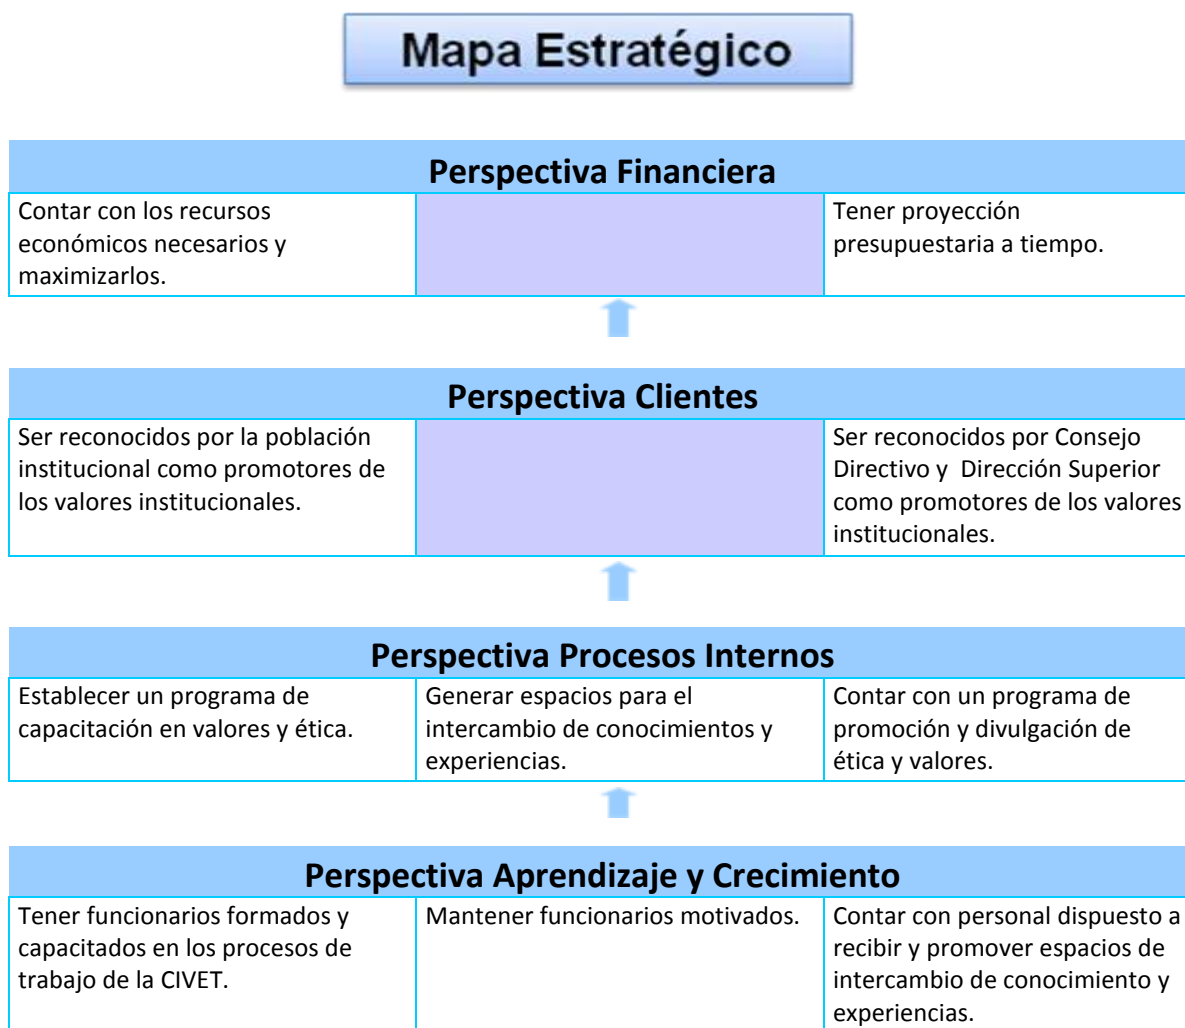 Mapa Estratégico
Perspectiva Financiera
Contar con los recursos
económicos necesarios y
maximizarlos.
Tener proyección
presupuestaria a tiempo.
Perspectiva Clientes
Ser reconocidos por la población
institucional como promotores de
los valores institucionales.
Ser reconocidos por Consejo
Directivo y  Dirección Superior
como promotores de los valores
institucionales.
Perspectiva Procesos Internos
Establecer un programa de
capacitación en valores y ética.
Generar espacios para el
intercambio de conocimientos y
experiencias.
Contar con un programa de
promoción y divulgación de
ética y valores.
Perspectiva Aprendizaje y Crecimiento
Tener funcionarios formados y
capacitados en los procesos de
trabajo de la CIVET.
Mantener funcionarios motivados.
Contar con personal dispuesto a
recibir y promover espacios de
intercambio de conocimiento y
experiencias.